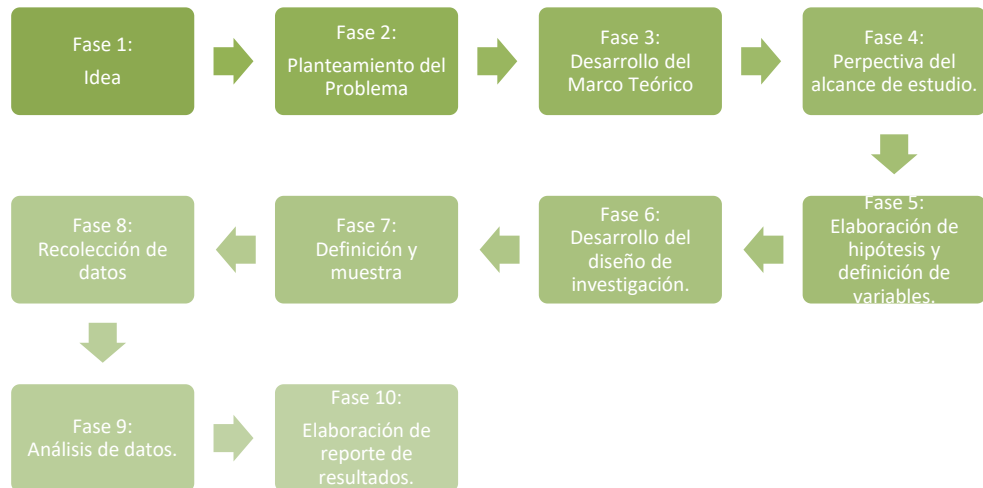 Fase 1:
Idea
Fase 2:
Planteamiento del
Problema
Fase 3:
Desarrollo del
Marco Teórico
Fase 4:
Perpectiva del
alcance de estudio.
Fase 5:
Elaboración de
hipótesis y
definición de
variables.
Fase 6:
Desarrollo del
diseño de
investigación.
Fase 7:
Definición y
muestra
Fase 8:
Recolección de
datos
Fase 9:
Análisis de datos.
Fase 10:
Elaboración de
reporte de
resultados.